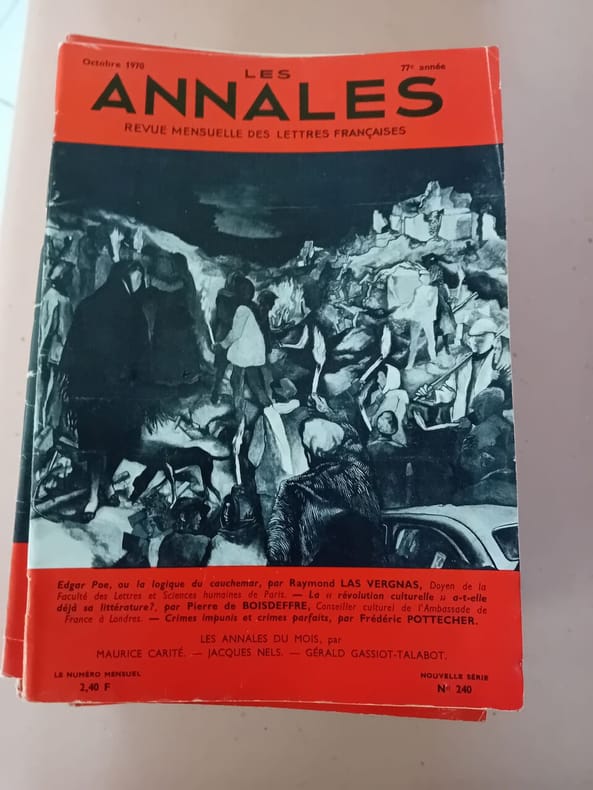 Octobre 1970
77e année
LES
ANNALES
REVUE MENSUELLE DES LETTRES FRANÇAISES
Edgar Poe, ou la logique du cauchemar, par Raymond LAS VERGNAS, Doyen de la
Faculté des Lettres et Sciences humaines de Paris. — La « révolution culturelle » a-t-elle
déjà sa littérature?, par Pierre de BOISDEFFRE, Conseiller culturel de l'Ambassade de
France à Londres. — Crimes impunis et crimes parfaits, par Frédéric POTTECHER.
LES ANNALES DU MOIS, par
MAURICE CARITÉ. — JACQUES NELS. — GÉRALD GASSIOT-TALABOT.
LE NUMÉRO MENSUEL
2,40 F
NOUVELLE SÉRIE
No 240